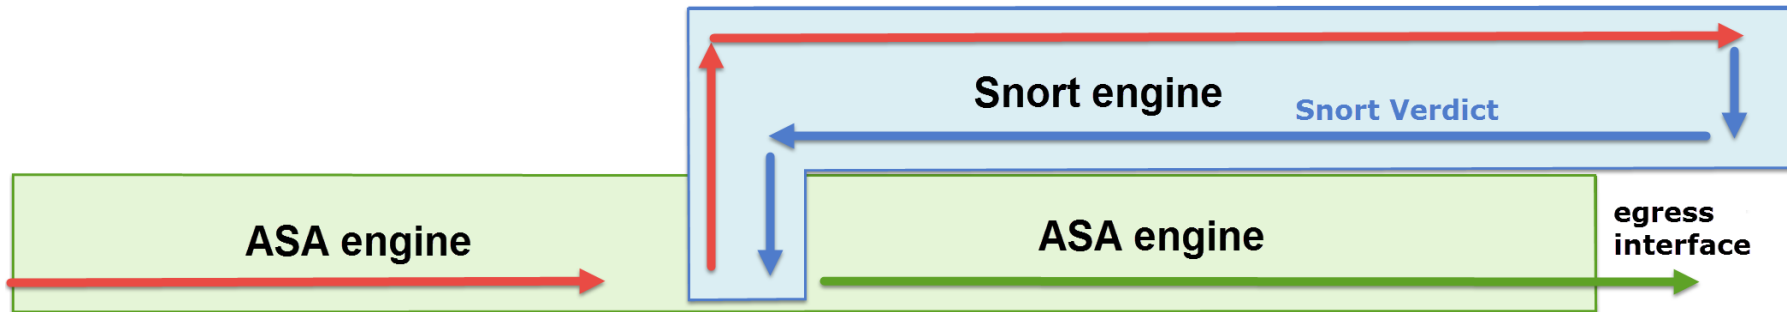 Snort engine
Snort Verdict
ASA engine
ASA engine
egress
interface